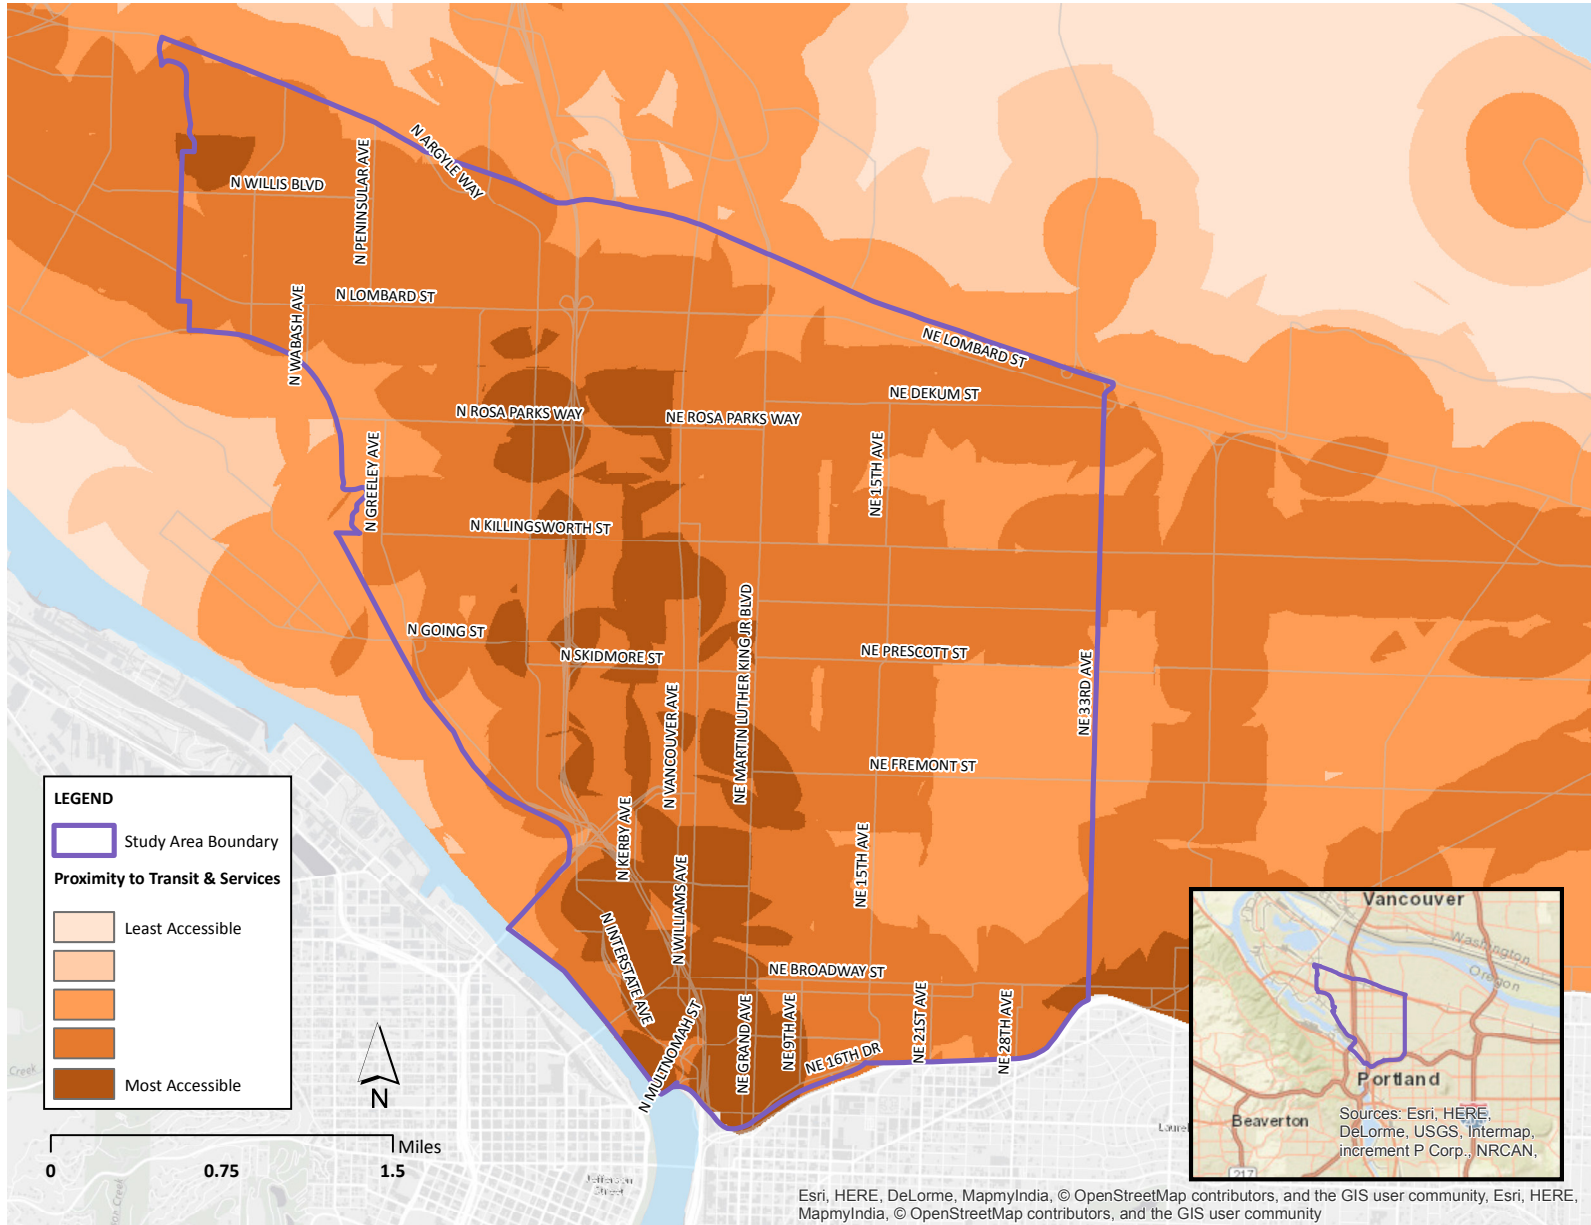 N ARGYLE WAY
N WILLIS BLVD
N PENINSULAR AVE
N LOMBARD ST
N WABASH AVE
NE LOMBARD ST
NE DEKUM ST
N ROSA PARKS WAY
NE ROSA PARKS WAY
N GREELEY AVE
NE 15TH AVE
N KILLINGSWORTH ST
N GOING ST
N SKIDMORE ST
NE MARTIN LUTHER KING JR BLVD
NE PRESCOTT ST
NE 33RD AVE
N VANCOUVER AVE
NE FREMONT ST
N KERBY AVE
NE 15TH AVE
N WILLIAMS AVE
N INTERSTATE AVE
NE BROADWAY ST
N MULTNOMAH ST
NE GRAND AVE
NE 9TH AVE
NE 16TH DR
NE 21ST AVE
NE 28TH AVE
LEGEND
Study Area Boundary
Proximity to Transit & Services
Least Accessible
Most Accessible
N
Miles
0 0.75 1.5
Creek
Jefferson
Street
Vancouver
Washington
Oregon
Portland
Beaverton
217
Sources: Esri, HERE,
DeLorme, USGS, Intermap,
increment P Corp., NRCAN,
Esri, HERE, DeLorme, MapmyIndia, © OpenStreetMap contributors, and the GIS user community, Esri, HERE,
MapmyIndia, © OpenStreetMap contributors, and the GIS user community